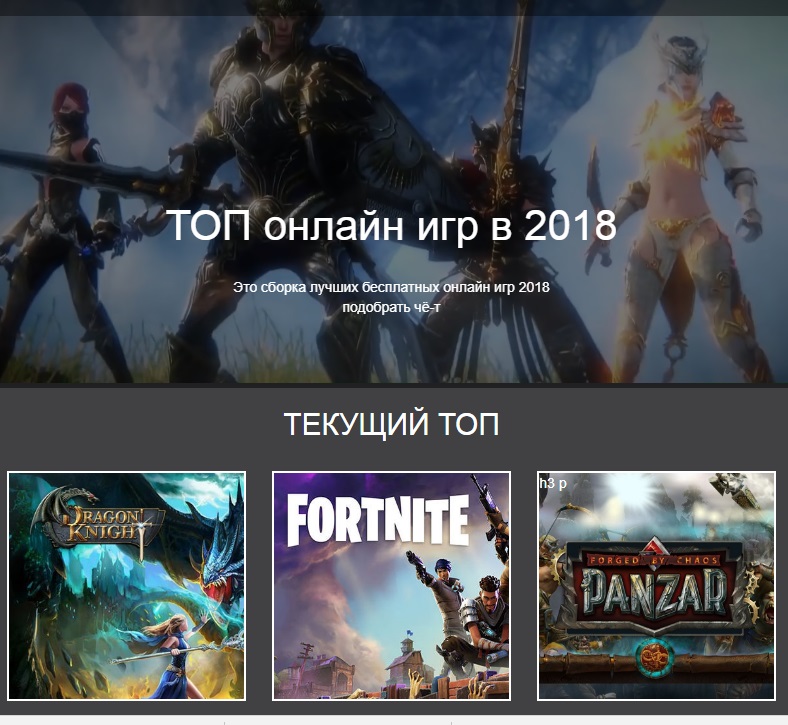 ТОП онлайн игр в 2018
Это сборка лучших бесплатных онлайн игр 2018
подобрать чё-т
ТЕКУЩИЙ ТОП
DRAGON
KNIGHT
FORTNITE
h3 p
FORGED BY CHAOS
PANZAR